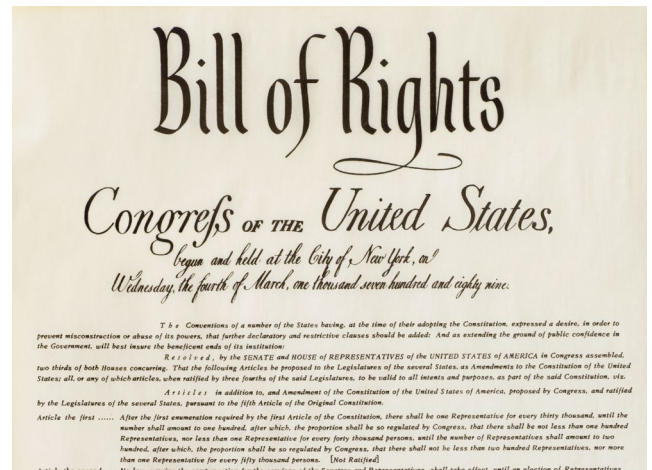 Bill of Rights
Congreſs OF THE United States,
begun and held at the City of New York, on
Wednesday, the fourth of March, one thousand seven hundred and eighty nine.
The Conventions of a number of the States having, at the time of their adopting the Constitution, expressed a desire, in order to
prevent misconstruction or abuse of its powers, that further declaratory and restrictive clauses should be added: And as extending the ground of public confidence in
the Government, will best insure the beneficent ends of its institution:
Resolved, by the SENATE and HOUSE of REPRESENTATIVES of the UNITED STATES of AMERICA in Congress assembled,
two thirds of both Houses concurring. That the following Articles be proposed to the Legislatures of the several States, as Amendments to the Constitution of the United
States; all, or any of which articles, when ratified by three fourths of the said Legislatures, to be valid to all intents and purposes, as part of the said Constitution, viz.
Articles in addition to, and Amendment of the Constitution of the United States of America, proposed by Congress, and ratified
by the Legislatures of the several States, pursuant to the fifth Article of the Original Constitution.
Article the first ...... After the first enumeration required by the first Article of the Constitution, there shall be one Representative for every thirty thousand, until the
number shall amount to one hundred, after which, the proportion shall be so regulated by Congress, that there shall be not less than one hundred
Representatives, nor less than one Representative for every forty thousand persons, until the number of Representatives shall amount to two
hundred, after which, the proportion shall be so regulated by Congress, that there shall not be less than two hundred Representatives, nor more
than one Representative for every fifty thousand persons. [Not Ratified]